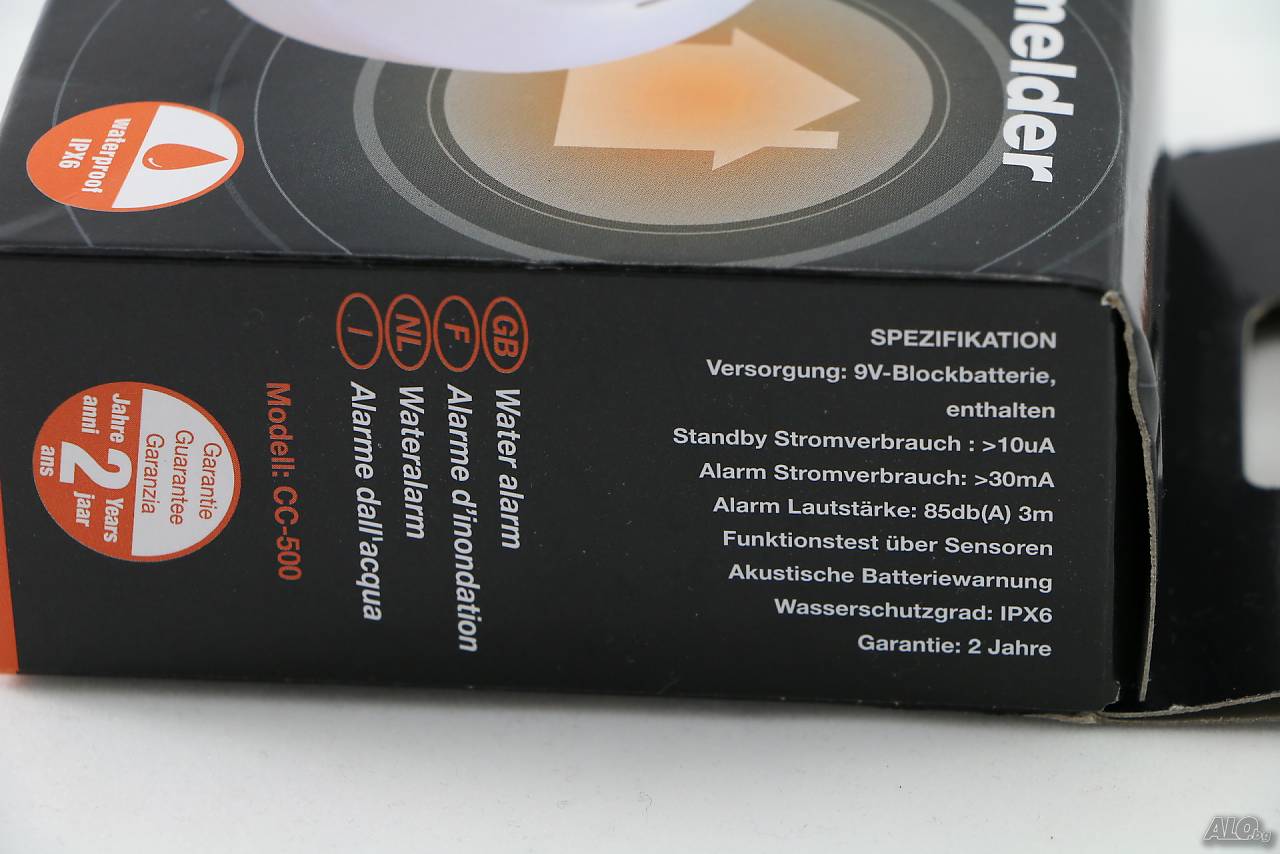 melder
waterproof
IPX6
SPEZIFIKATION
Versorgung: 9V-Blockbatterie,
enthalten
Standby Stromverbrauch : >10uA
Alarm Stromverbrauch: >30mA
Alarm Lautstärke: 85db(A) 3m
Funktionstest über Sensoren
Akustische Batteriewarnung
Wasserschutzgrad: IPX6
Garantie: 2 Jahre
GB Water alarm
F Alarme d'inondation
NL Wateralarm
I Alarme dall'acqua
Modell: CC-500
Garantie
Guarantee
Garanzia
Jahre 2 Years
anni jaar
ans
ALO.bg